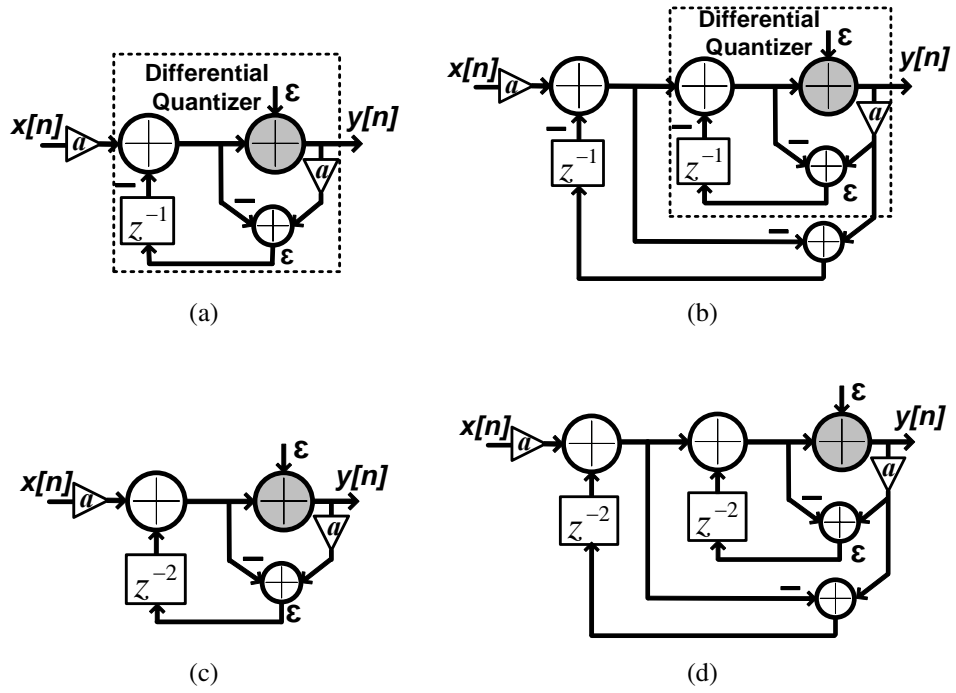 Differential
Quantizer
ε
x[n]
a
y[n]
a
−
−
z⁻¹
ε
(a)
Differential
Quantizer
ε
x[n]
a
y[n]
a
−
−
−
z⁻¹
z⁻¹
ε
−
(b)
ε
x[n]
a
y[n]
a
−
z⁻²
ε
(c)
ε
x[n]
a
y[n]
a
−
z⁻²
z⁻²
ε
−
(d)